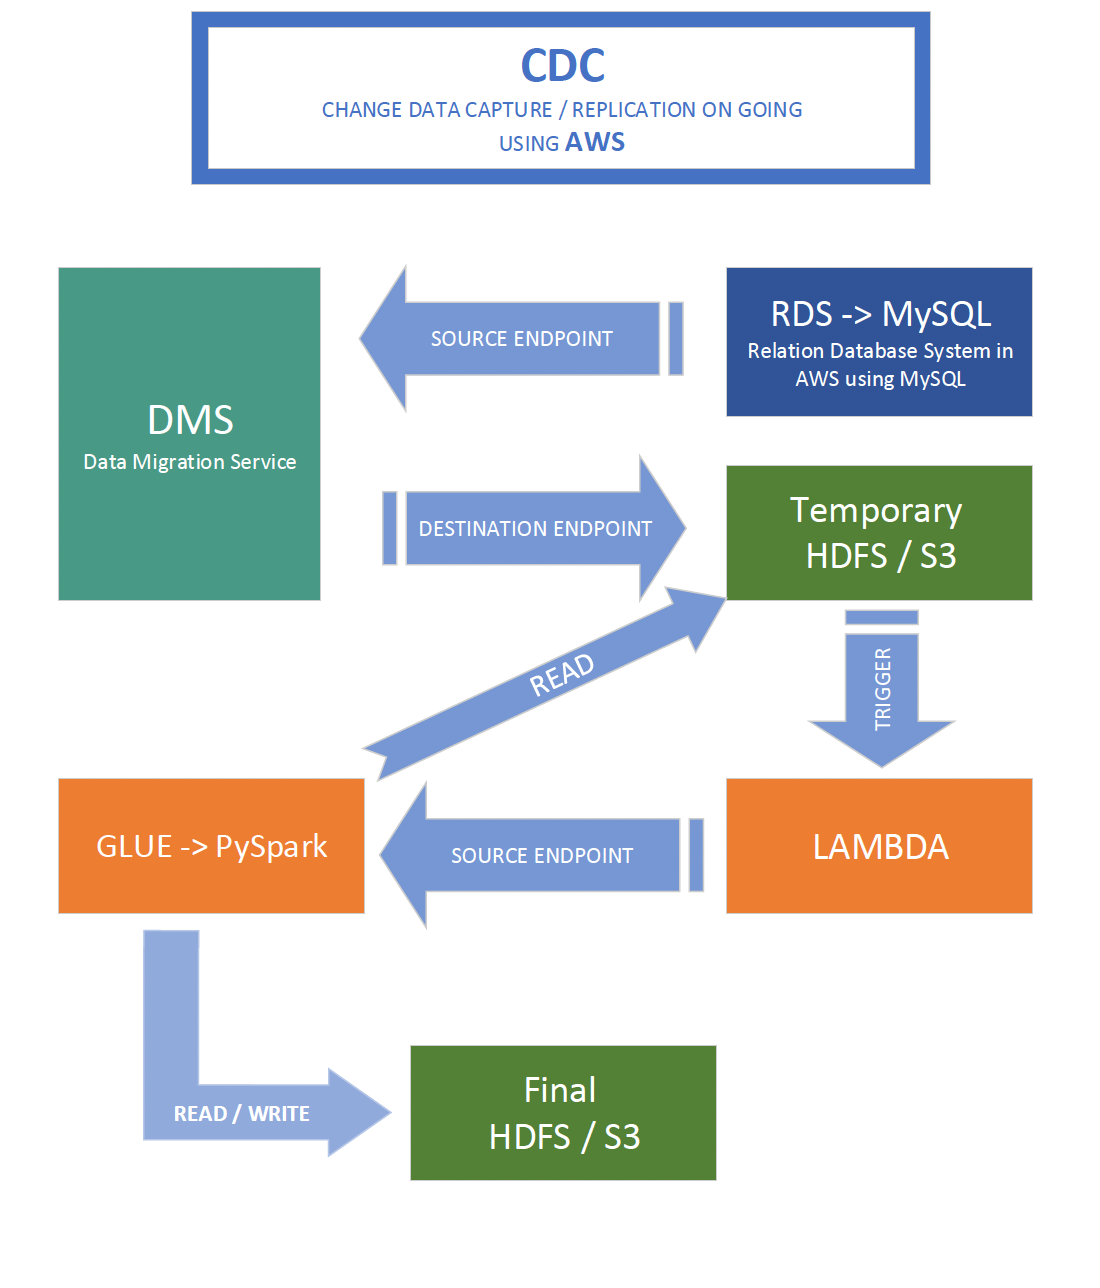 CDC
CHANGE DATA CAPTURE / REPLICATION ON GOING
USING AWS
SOURCE ENDPOINT
RDS -> MySQL
Relation Database System in
AWS using MySQL
DMS
Data Migration Service
DESTINATION ENDPOINT
Temporary
HDFS / S3
READ
TRIGGER
GLUE -> PySpark
SOURCE ENDPOINT
LAMBDA
READ / WRITE
Final
HDFS / S3